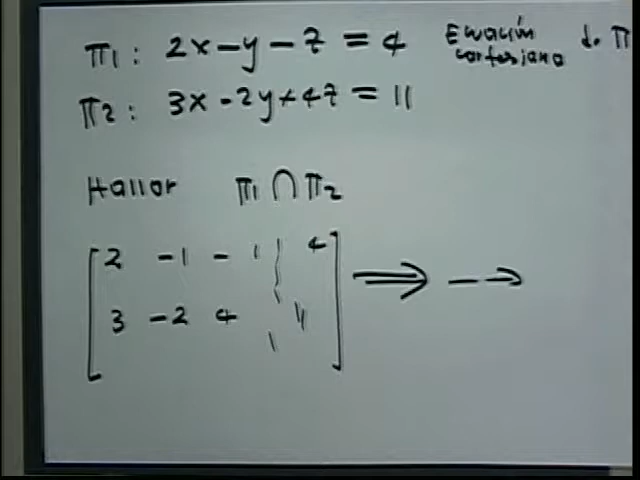 π1: 2x-y-z=4 Ecuación d. π
cartesiana
π2: 3x-2y+4z=11
Hallar π1∩π2
[2 -1 -1 | 4]
[3 -2 4 | 11] ⟹ -→